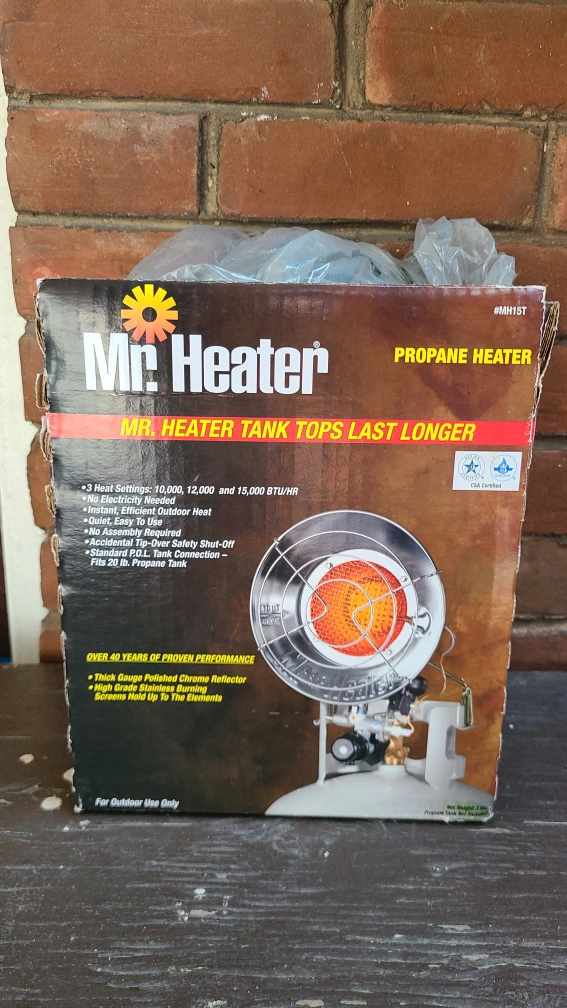 #MH15T
Mr. Heater®
PROPANE HEATER
MR. HEATER TANK TOPS LAST LONGER
CSA Certified
•3 Heat Settings: 10,000, 12,000 and 15,000 BTU/HR
•No Electricity Needed
•Instant, Efficient Outdoor Heat
•Quiet, Easy To Use
•No Assembly Required
•Accidental Tip-Over Safety Shut-Off
•Standard P.O.L. Tank Connection –
Fits 20 lb. Propane Tank
OVER 40 YEARS OF PROVEN PERFORMANCE
• Thick Gauge Polished Chrome Reflector
• High Grade Stainless Burning
Screens Hold Up To The Elements
Mr. Heater
For Outdoor Use Only
Net Weight:
Propane Tank Not Included